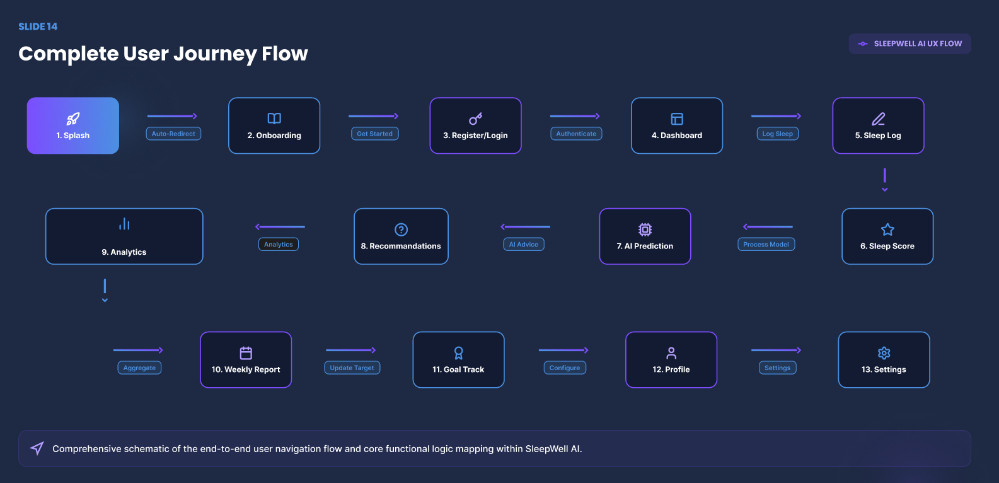 SLIDE 14
Complete User Journey Flow
SLEEPWELL AI UX FLOW
1. Splash
Auto-Redirect
2. Onboarding
Get Started
3. Register/Login
Authenticate
4. Dashboard
Log Sleep
5. Sleep Log
9. Analytics
Analytics
8. Recommandations
AI Advice
7. AI Prediction
Process Model
6. Sleep Score
Aggregate
10. Weekly Report
Update Target
11. Goal Track
Configure
12. Profile
Settings
13. Settings
Comprehensive schematic of the end-to-end user navigation flow and core functional logic mapping within SleepWell AI.